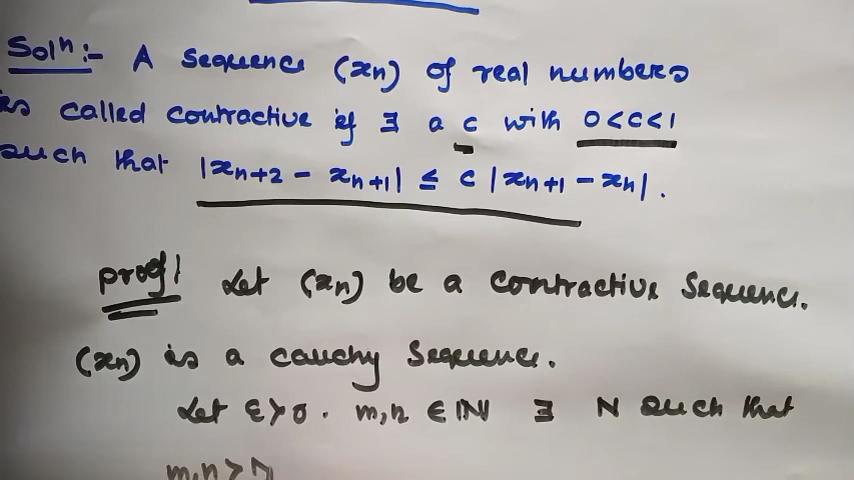 Solⁿ:- A sequence (xn) of real numbers
is called contractive if ∃ a c with 0<c<1
such that |xn+2 - xn+1| ≤ c |xn+1 - xn|.
proof! Let (xn) be a contractive sequence.
(xn) is a cauchy sequence.
Let ε>0. m,n ∈ ℕ ∃ N such that
m,n >